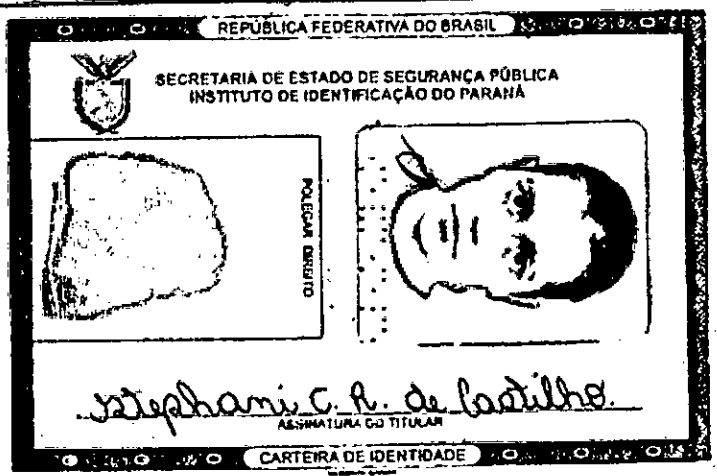 REPÚBLICA FEDERATIVA DO BRASIL
SECRETARIA DE ESTADO DE SEGURANÇA PÚBLICA
INSTITUTO DE IDENTIFICAÇÃO DO PARANÁ
POLEGAR DIREITO
Stephani C. R. de Castilho.
ASSINATURA DO TITULAR
CARTEIRA DE IDENTIDADE